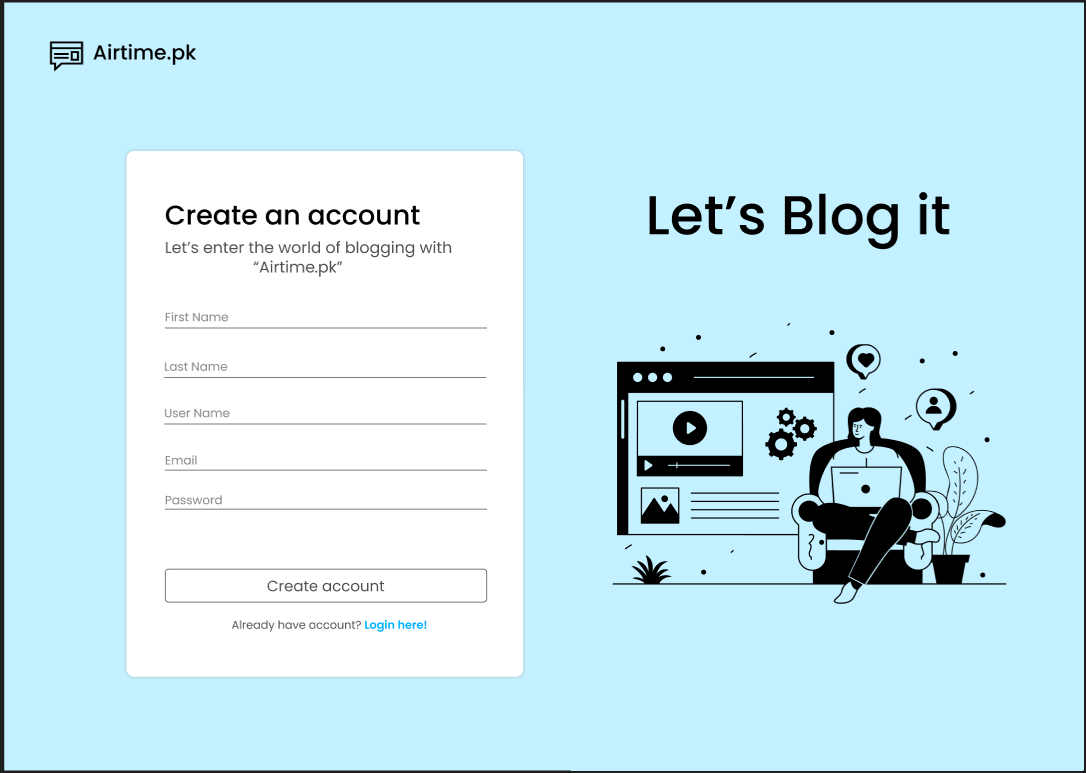 Airtime.pk
Create an account
Let’s enter the world of blogging with
“Airtime.pk”
First Name
Last Name
User Name
Email
Password
Create account
Already have account? Login here!
Let’s Blog it